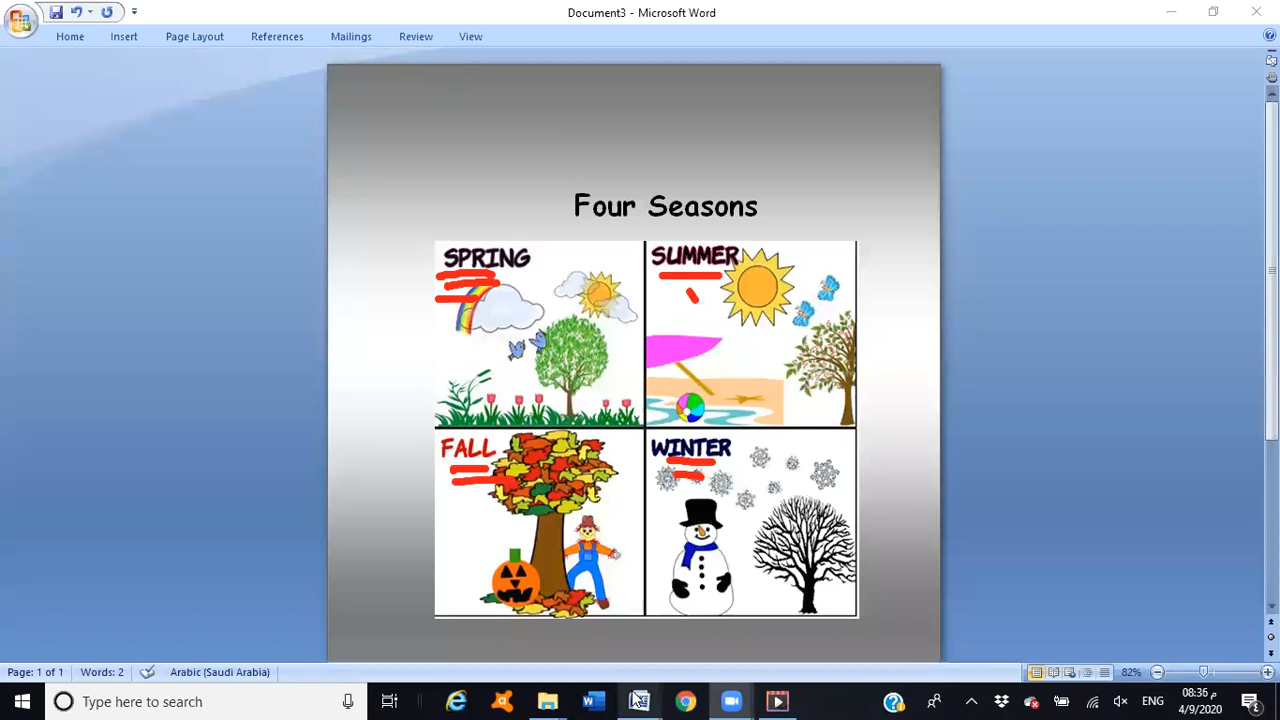 Document3 - Microsoft Word
Home Insert Page Layout References Mailings Review View
Four Seasons
SPRING
SUMMER
FALL
WINTER
Page: 1 of 1 Words: 2 Arabic (Saudi Arabia) 82%
Type here to search
ENG
08:36 م
4/9/2020